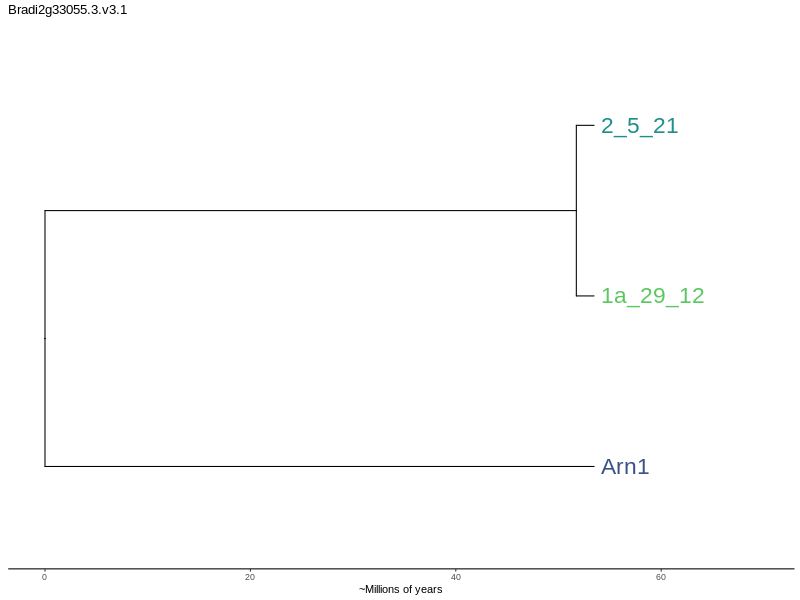 Bradi2g33055.3.v3.1
2_5_21
1a_29_12
Arn1
0 20 40 60
~Millions of years